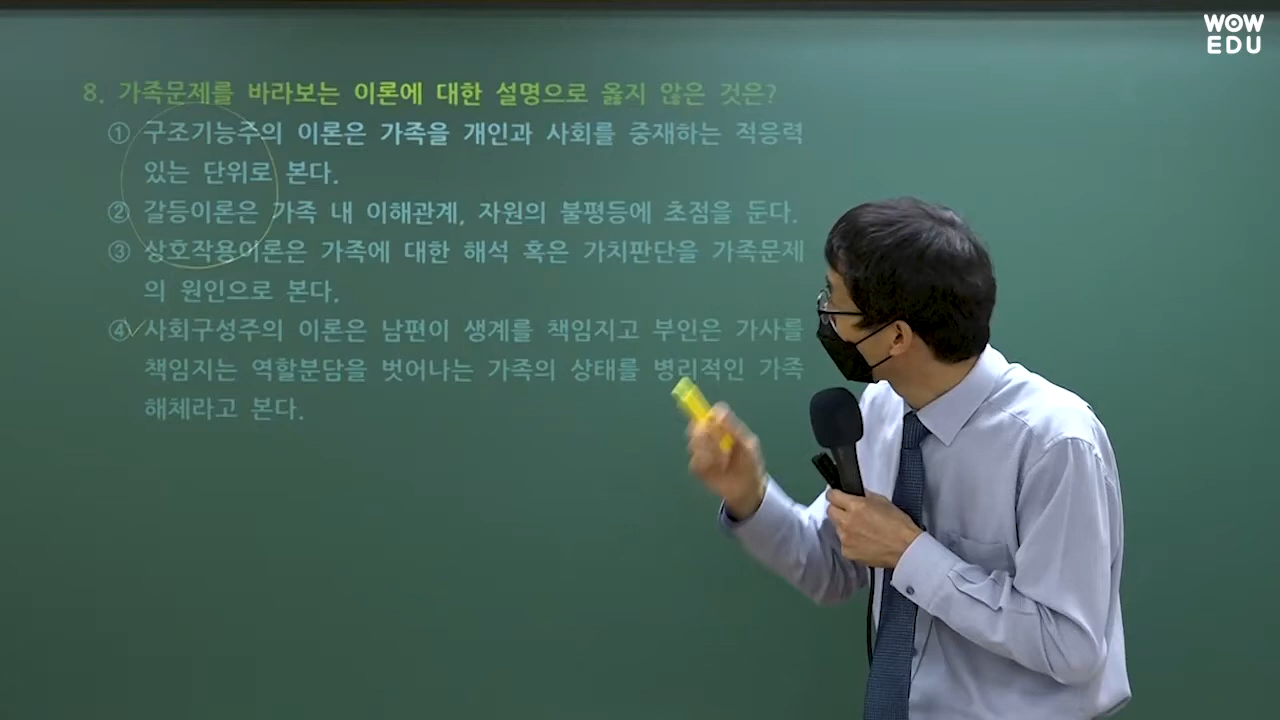 WOW
EDU
8. 가족문제를 바라보는 이론에 대한 설명으로 옳지 않은 것은?
① 구조기능주의 이론은 가족을 개인과 사회를 중재하는 적응력
있는 단위로 본다.
② 갈등이론은 가족 내 이해관계, 자원의 불평등에 초점을 둔다.
③ 상호작용이론은 가족에 대한 해석 혹은 가치판단을 가족문제
의 원인으로 본다.
④ 사회구성주의 이론은 남편이 생계를 책임지고 부인은 가사를
책임지는 역할분담을 벗어나는 가족의 상태를 병리적인 가족
해체라고 본다.